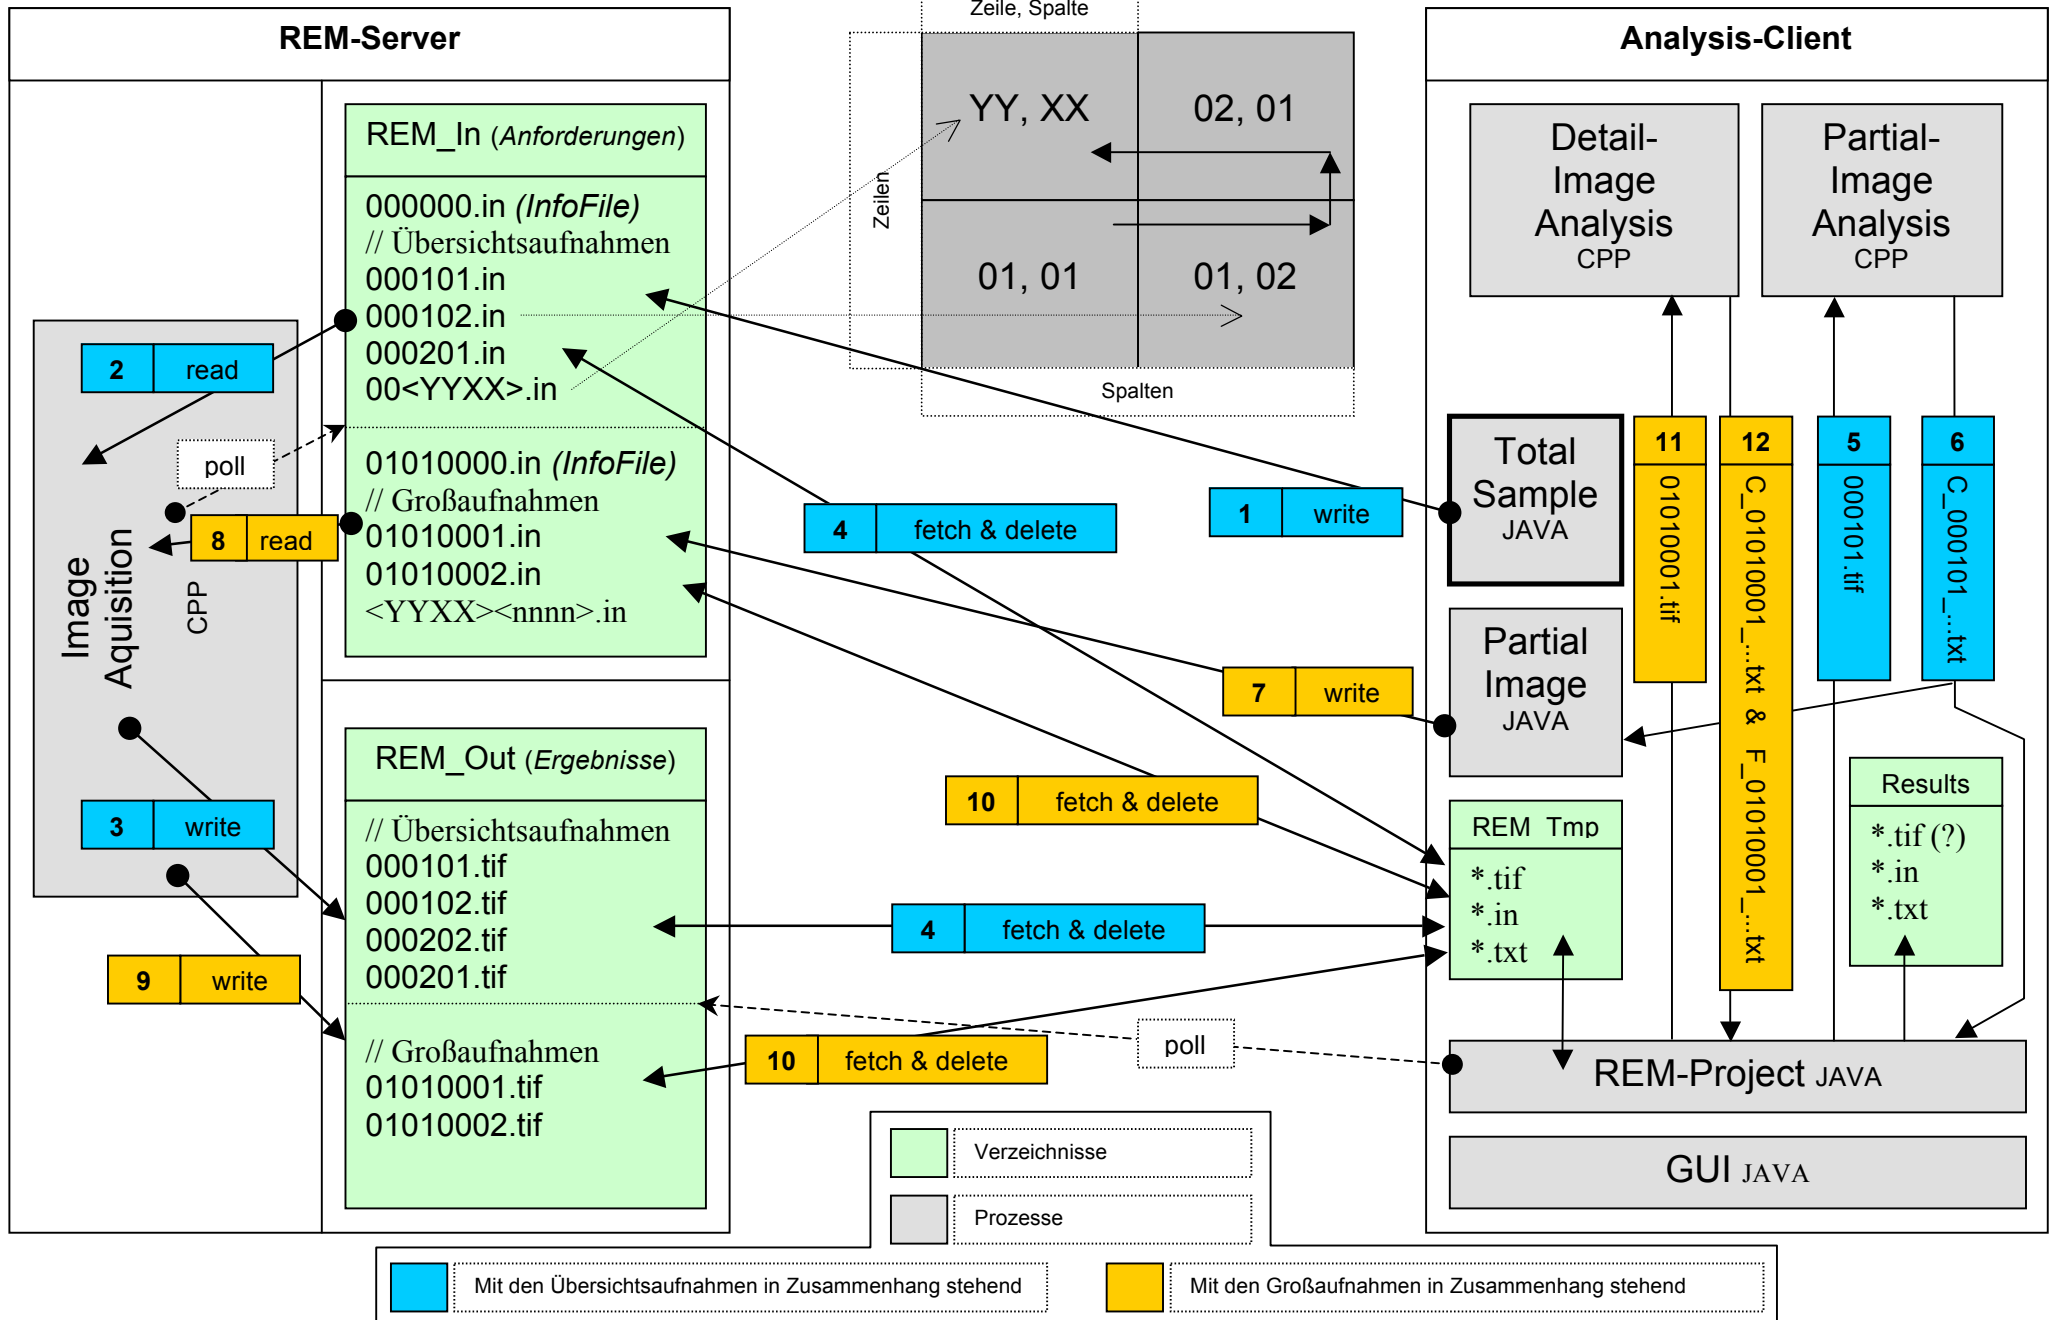 REM-Server
REM_In (Anforderungen)
000000.in (InfoFile)
// Übersichtsaufnahmen
000101.in
000102.in
000201.in
00<YYXX>.in
01010000.in (InfoFile)
// Großaufnahmen
01010001.in
01010002.in
<YYXX><nnnn>.in
2 read
poll
8 read
Image
Aquisition
CPP
3 write
9 write
REM_Out (Ergebnisse)
// Übersichtsaufnahmen
000101.tif
000102.tif
000202.tif
000201.tif
// Großaufnahmen
01010001.tif
01010002.tif
Zeile, Spalte
Zeilen
YY, XX
02, 01
01, 01
01, 02
Spalten
4 fetch & delete
1 write
7 write
10 fetch & delete
4 fetch & delete
10 fetch & delete
poll
Analysis-Client
Detail-
Image
Analysis
CPP
Partial-
Image
Analysis
CPP
Total
Sample
JAVA
11
01010001.tif
12
C_01010001_...txt & F_01010001_...txt
5
000101.tif
6
C_000101_...txt
Partial
Image
JAVA
REM_Tmp
*.tif
*.in
*.txt
Results
*.tif (?)
*.in
*.txt
REM-Project JAVA
GUI JAVA
Verzeichnisse
Prozesse
Mit den Übersichtsaufnahmen in Zusammenhang stehend
Mit den Großaufnahmen in Zusammenhang stehend